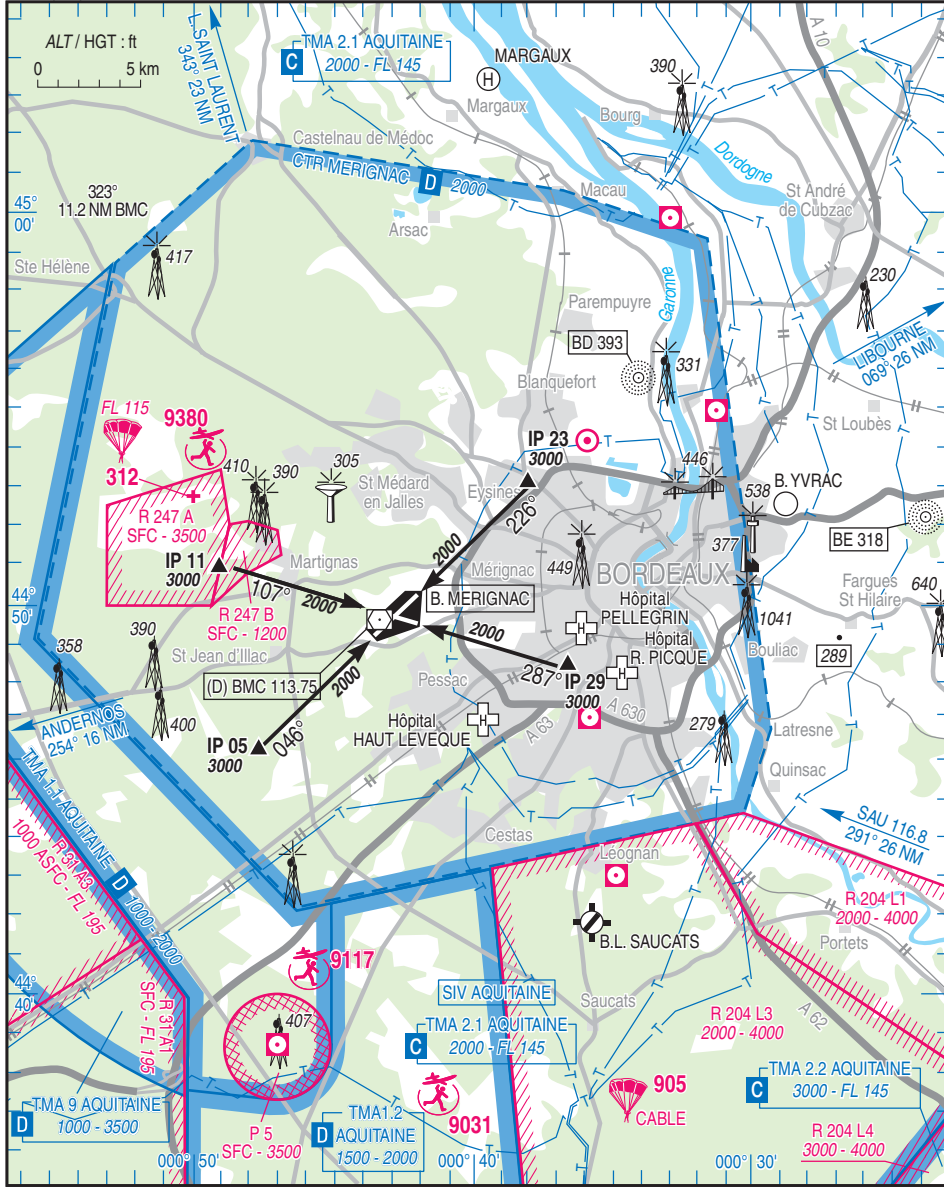 ALT / HGT : ft
0 5 km
L.SAINT LAURENT
343° 23 NM
C
TMA 2.1 AQUITAINE
2000 - FL 145
MARGAUX
H
Margaux
390
Bourg
A 10
Dordogne
Castelnau de Médoc
CTR MERIGNAC D 2000
Macau
St André
de Cubzac
323°
11.2 NM BMC
45°
00'
Arsac
Ste Hélène
417
230
Garonne
Parempuyre
BD 393
331
LIBOURNE
069° 26 NM
Blanquefort
FL 115
312
9380
IP 23
3000
St Loubès
410
390
305
St Médard
en Jalles
Eysines
226°
446
B. YVRAC
538
R 247 A
SFC - 3500
BE 318
IP 11
3000
Martignas
2000
Mérignac
449
BORDEAUX
377
107°
2000
B. MERIGNAC
Hôpital
PELLEGRIN
Fargues
St Hilaire
640
44°
50'
R 247 B
SFC - 1200
1041
358
390
St Jean d'Illac
2000
Hôpital
R. PICQUE
Bouliac
289
(D) BMC 113.75
2000
Pessac
287°
IP 29
3000
400
ANDERNOS
254° 16 NM
IP 05
3000
046°
Hôpital
HAUT LEVEQUE
A 63
A 630
279
Latresne
Quinsac
TMA 1.1 AQUITAINE D 1000 - 2000
R 31 A3
1000 ASFC - FL 195
Cestas
SAU 116.8
291° 26 NM
Léognan
R 204 L1
2000 - 4000
B.L. SAUCATS
Portets
9117
44°
40'
R 31 A1
SFC - FL 195
SIV AQUITAINE
Saucats
407
C
TMA 2.1 AQUITAINE
2000 - FL 145
R 204 L3
2000 - 4000
A 62
9031
905
CABLE
C
TMA 2.2 AQUITAINE
3000 - FL 145
D
TMA 9 AQUITAINE
1000 - 3500
P 5
SFC - 3500
D
TMA1.2
AQUITAINE
1500 - 2000
R 204 L4
3000 - 4000
000° 50'
000° 40'
000° 30'